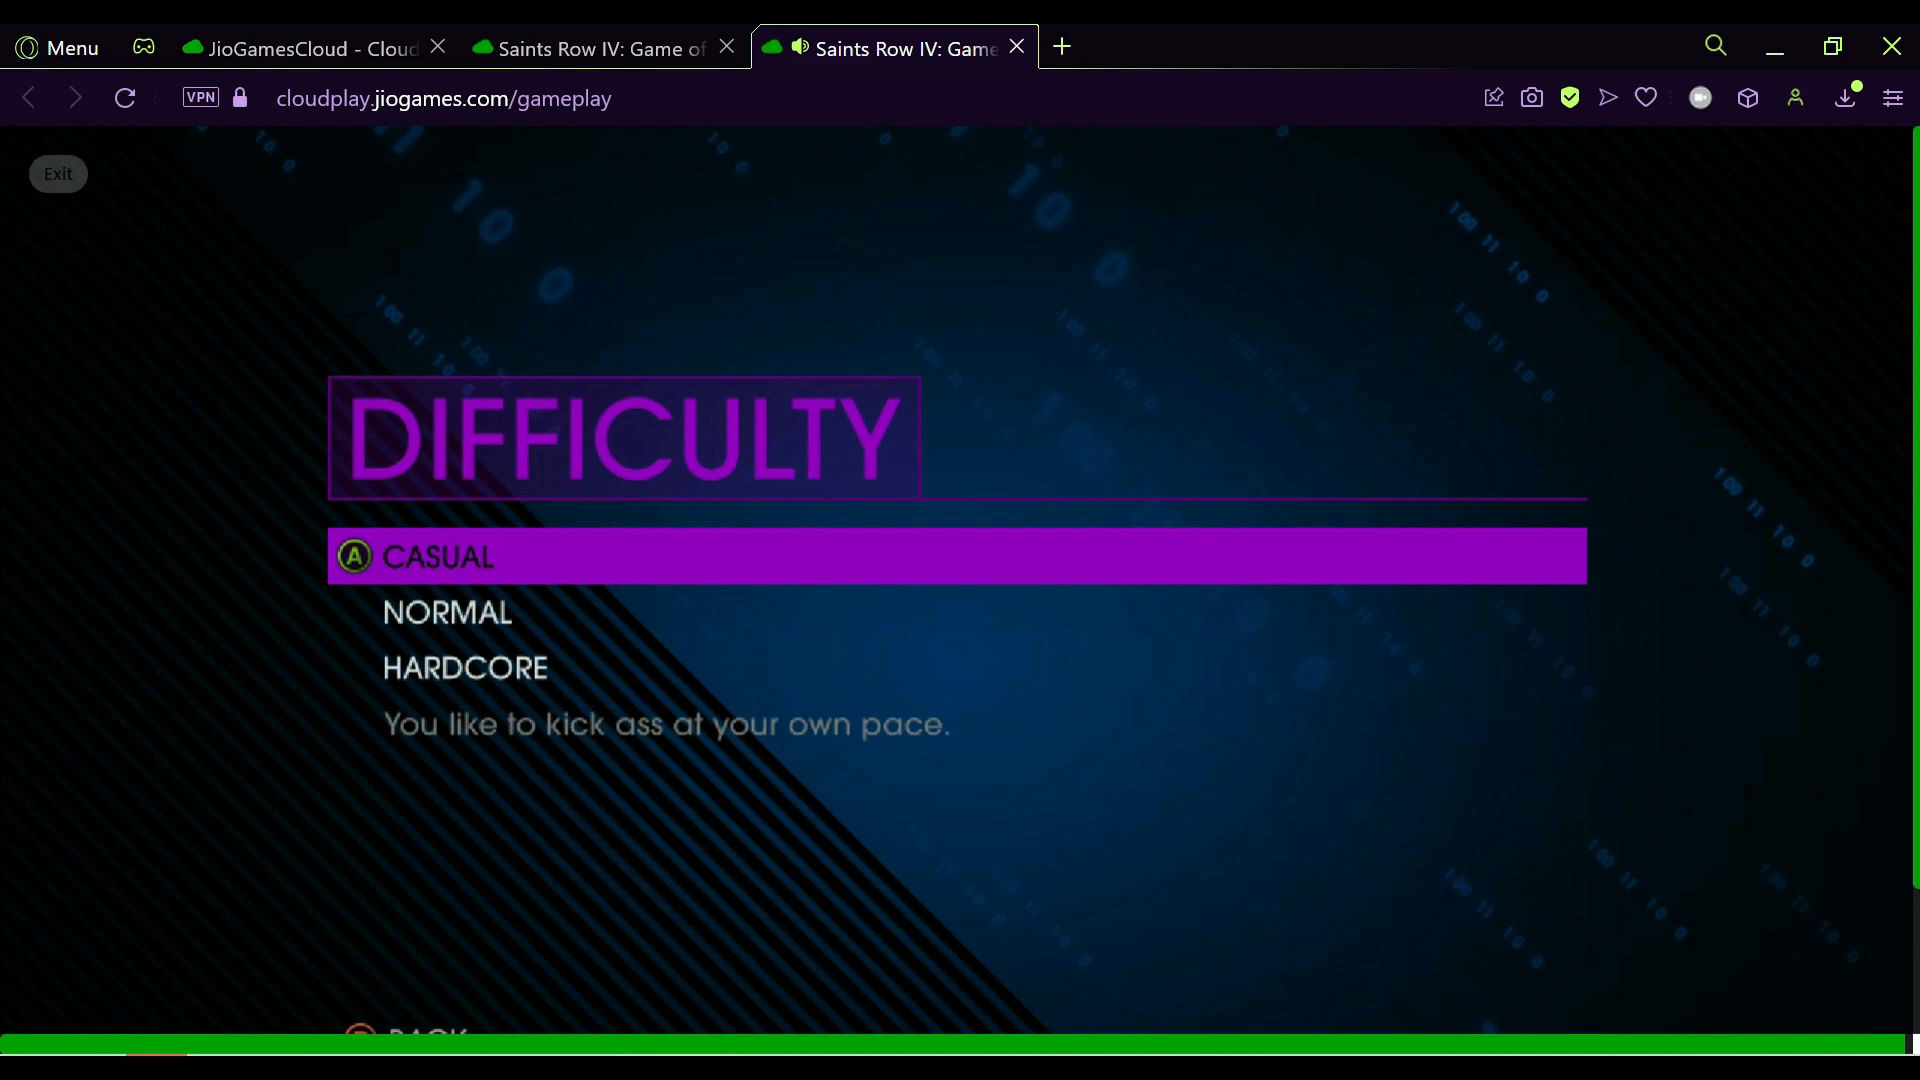 Menu
JioGamesCloud - Cloud
Saints Row IV: Game of
Saints Row IV: Game
VPN
cloudplay.jiogames.com/gameplay
Exit
DIFFICULTY
A CASUAL
NORMAL
HARDCORE
You like to kick ass at your own pace.
BACK